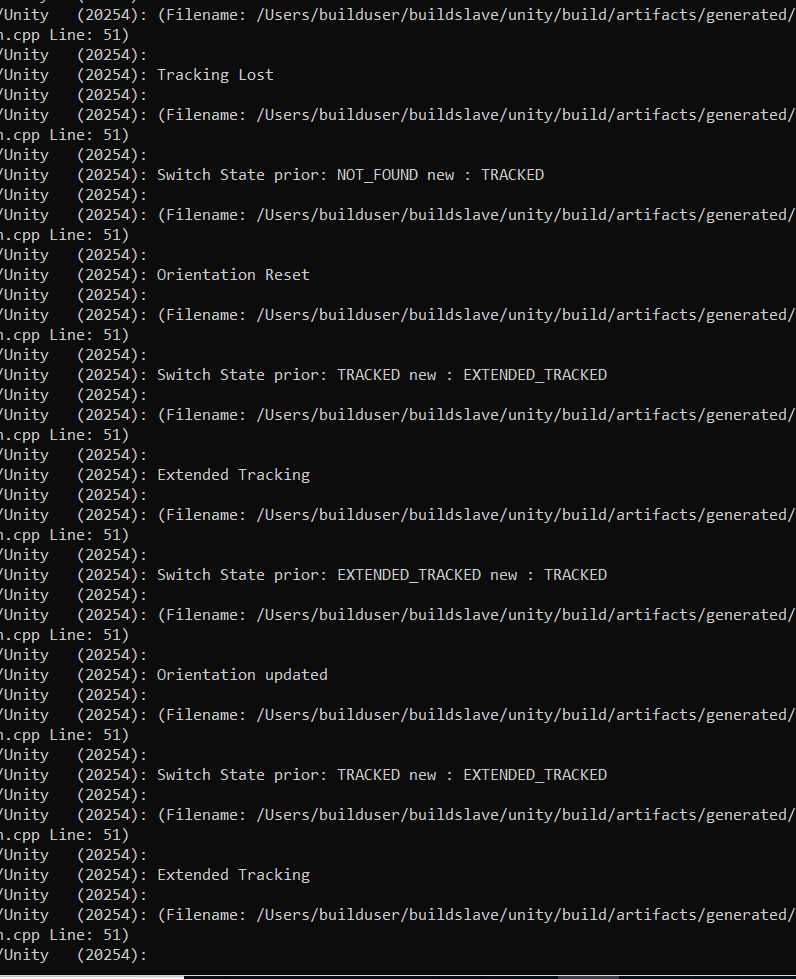 /Unity   (20254): (Filename: /Users/builduser/buildslave/unity/build/artifacts/generated/
n.cpp Line: 51)
/Unity   (20254):
/Unity   (20254): Tracking Lost
/Unity   (20254):
/Unity   (20254): (Filename: /Users/builduser/buildslave/unity/build/artifacts/generated/
n.cpp Line: 51)
/Unity   (20254):
/Unity   (20254): Switch State prior: NOT_FOUND new : TRACKED
/Unity   (20254):
/Unity   (20254): (Filename: /Users/builduser/buildslave/unity/build/artifacts/generated/
n.cpp Line: 51)
/Unity   (20254):
/Unity   (20254): Orientation Reset
/Unity   (20254):
/Unity   (20254): (Filename: /Users/builduser/buildslave/unity/build/artifacts/generated/
n.cpp Line: 51)
/Unity   (20254):
/Unity   (20254): Switch State prior: TRACKED new : EXTENDED_TRACKED
/Unity   (20254):
/Unity   (20254): (Filename: /Users/builduser/buildslave/unity/build/artifacts/generated/
n.cpp Line: 51)
/Unity   (20254):
/Unity   (20254): Extended Tracking
/Unity   (20254):
/Unity   (20254): (Filename: /Users/builduser/buildslave/unity/build/artifacts/generated/
n.cpp Line: 51)
/Unity   (20254):
/Unity   (20254): Switch State prior: EXTENDED_TRACKED new : TRACKED
/Unity   (20254):
/Unity   (20254): (Filename: /Users/builduser/buildslave/unity/build/artifacts/generated/
n.cpp Line: 51)
/Unity   (20254):
/Unity   (20254): Orientation updated
/Unity   (20254):
/Unity   (20254): (Filename: /Users/builduser/buildslave/unity/build/artifacts/generated/
n.cpp Line: 51)
/Unity   (20254):
/Unity   (20254): Switch State prior: TRACKED new : EXTENDED_TRACKED
/Unity   (20254):
/Unity   (20254): (Filename: /Users/builduser/buildslave/unity/build/artifacts/generated/
n.cpp Line: 51)
/Unity   (20254):
/Unity   (20254): Extended Tracking
/Unity   (20254):
/Unity   (20254): (Filename: /Users/builduser/buildslave/unity/build/artifacts/generated/
n.cpp Line: 51)
/Unity   (20254):